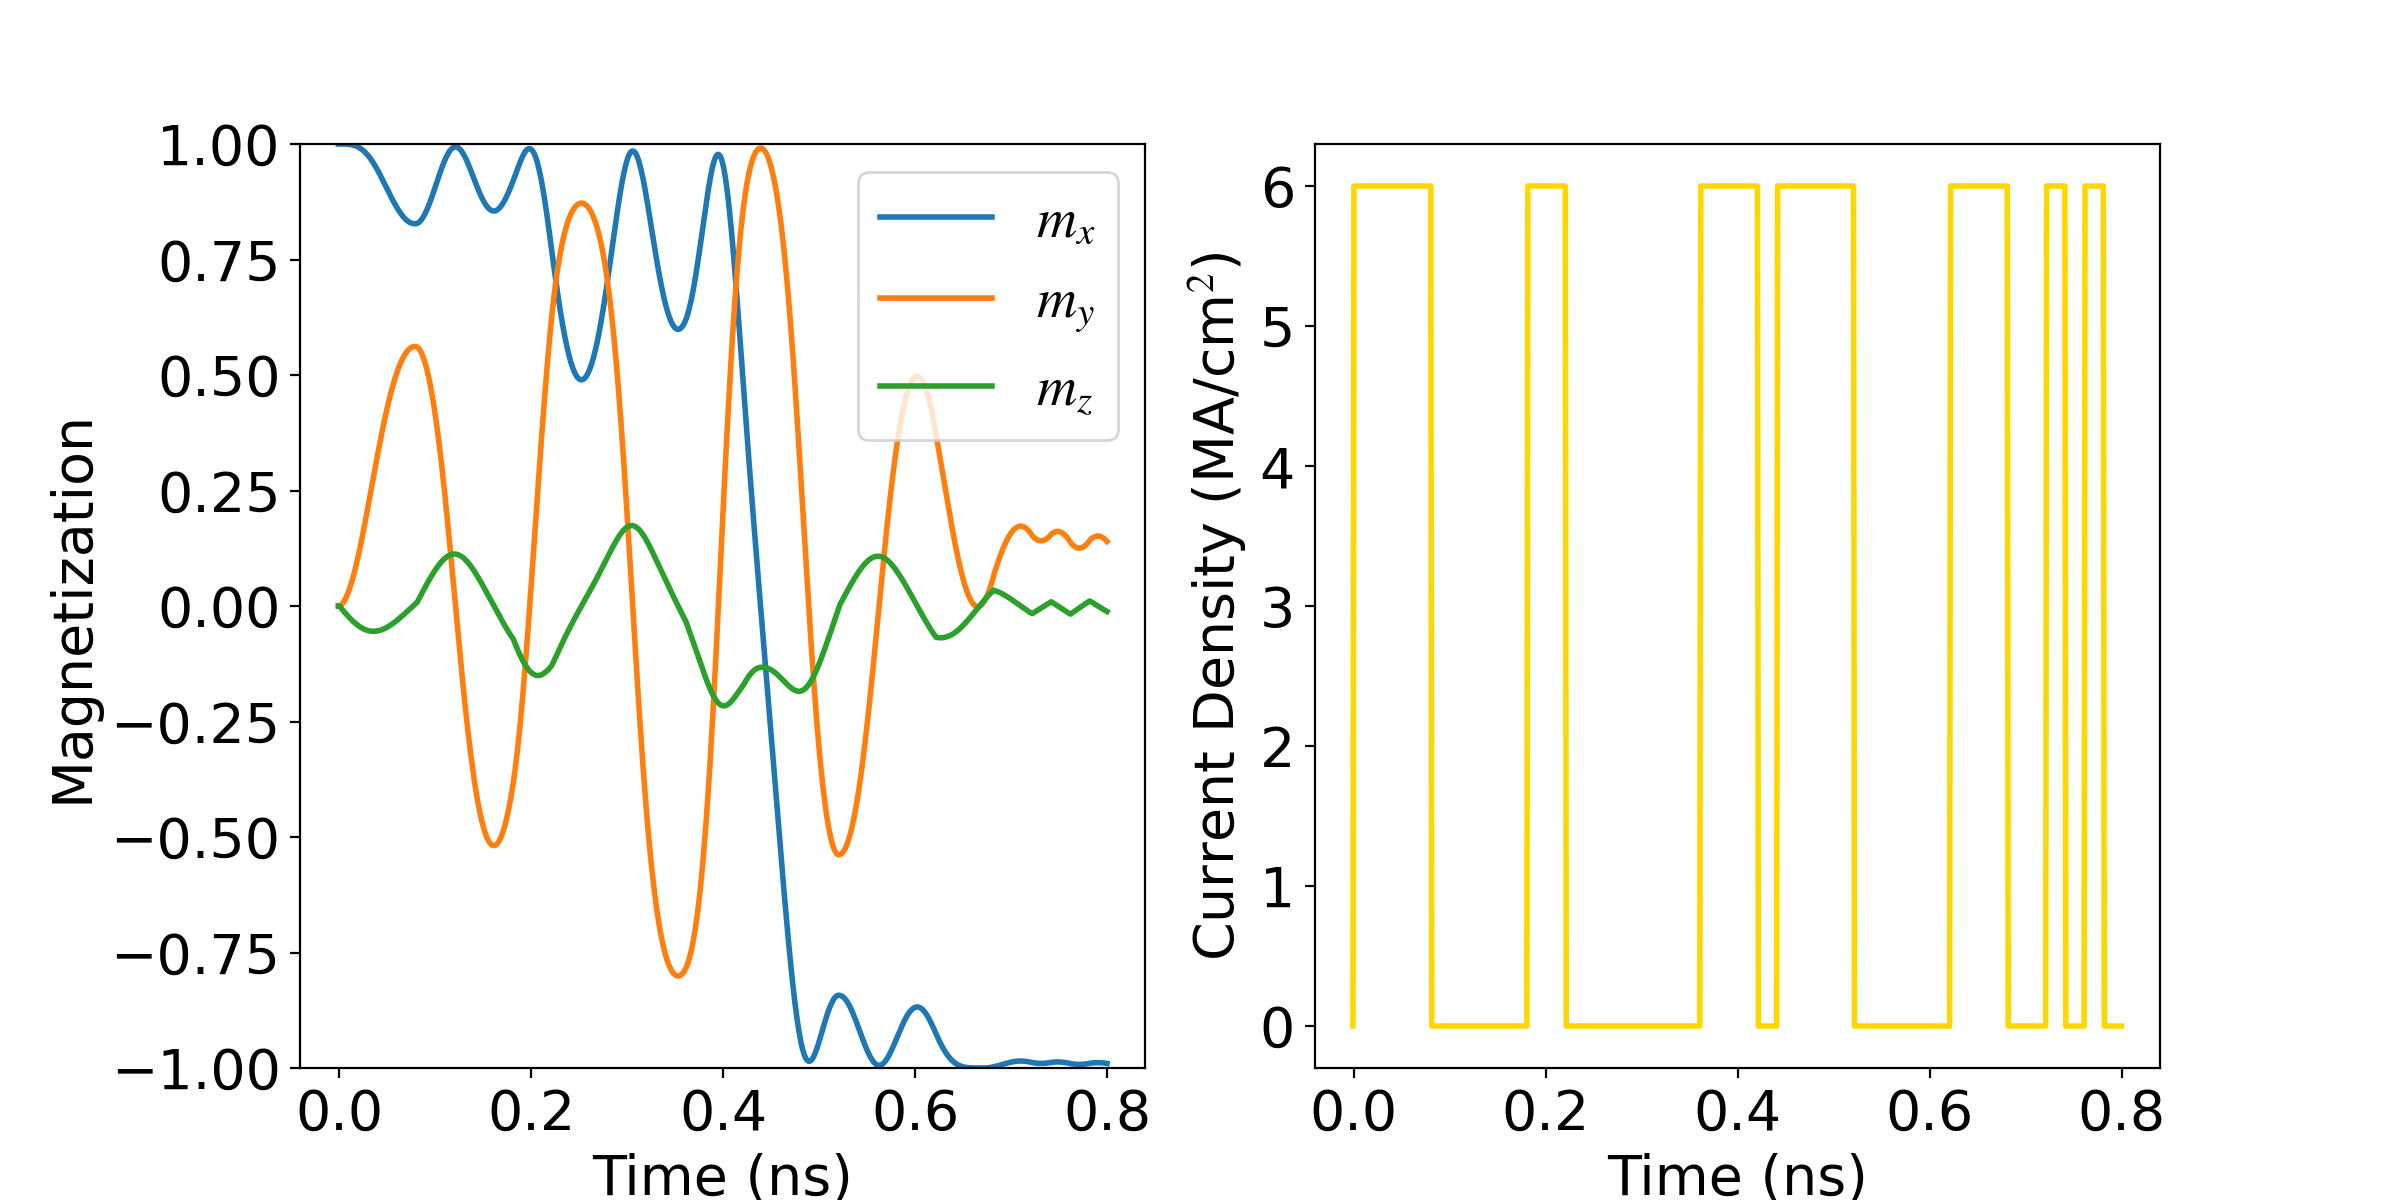 Magnetization
1.00
0.75
0.50
0.25
0.00
−0.25
−0.50
−0.75
−1.00
0.0 0.2 0.4 0.6 0.8
Time (ns)
m_x
m_y
m_z
Current Density (MA/cm²)
6
5
4
3
2
1
0
0.0 0.2 0.4 0.6 0.8
Time (ns)